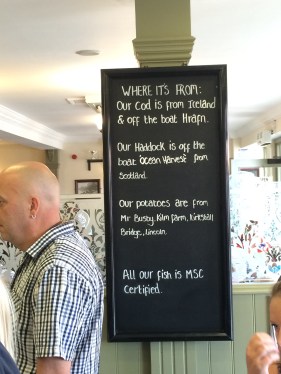 WHERE IT'S FROM:
Our Cod is from Iceland
& off the boat Hrafn.
Our Haddock is off the
boat 'Ocean Harvest' from
Scotland.
Our potatoes are from
Mr Busby, Kiln farm,
Bridge, Lincoln.
All our fish is MSC
Certified.